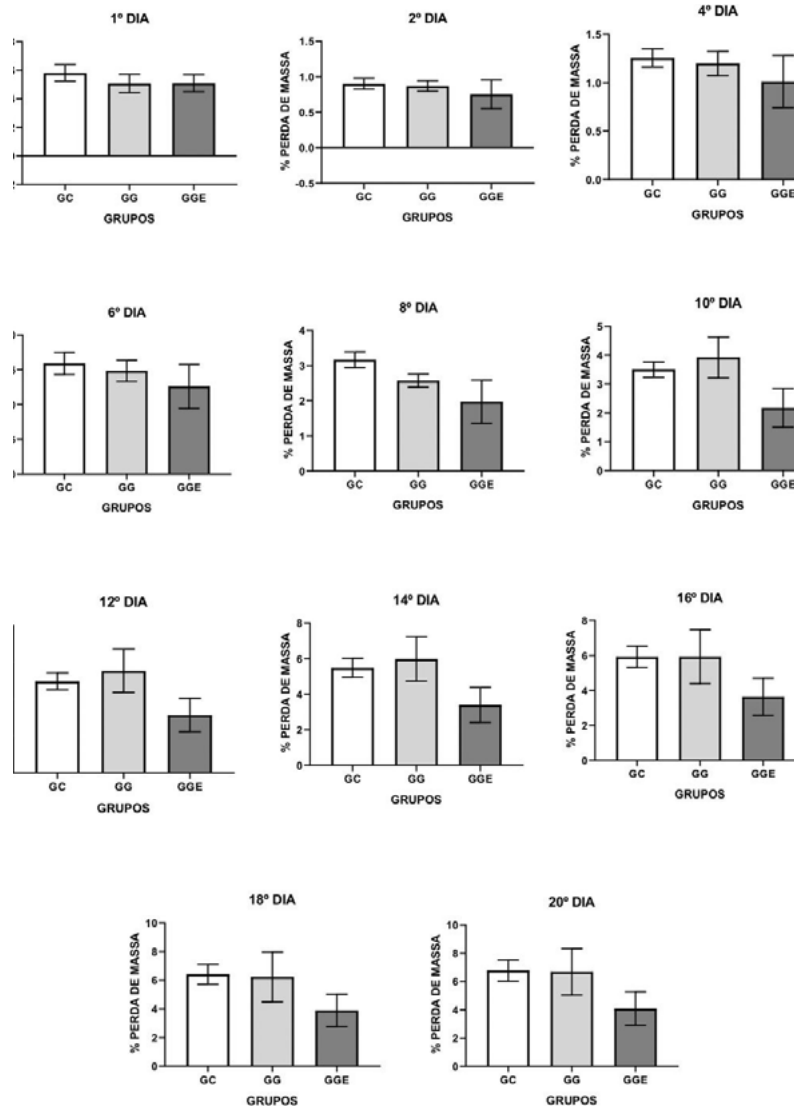 1º DIA
GC GG GGE
GRUPOS
2º DIA
% PERDA DE MASSA
1.5
1.0
0.5
0.0
-0.5
GC GG GGE
GRUPOS
4º DIA
% PERDA DE MASSA
1.5
1.0
0.5
0.0
GC GG GGE
GRUPOS
6º DIA
GC GG GGE
GRUPOS
8º DIA
% PERDA DE MASSA
4
3
2
1
0
GC GG GGE
GRUPOS
10º DIA
% PERDA DE MASSA
5
4
3
2
1
0
GC GG GGE
GRUPOS
12º DIA
GC GG GGE
GRUPOS
14º DIA
% PERDA DE MASSA
8
6
4
2
0
GC GG GGE
GRUPOS
16º DIA
% PERDA DE MASSA
8
6
4
2
0
GC GG GGE
GRUPOS
18º DIA
% PERDA DE MASSA
10
8
6
4
2
0
GC GG GGE
GRUPOS
20º DIA
% PERDA DE MASSA
10
8
6
4
2
0
GC GG GGE
GRUPOS